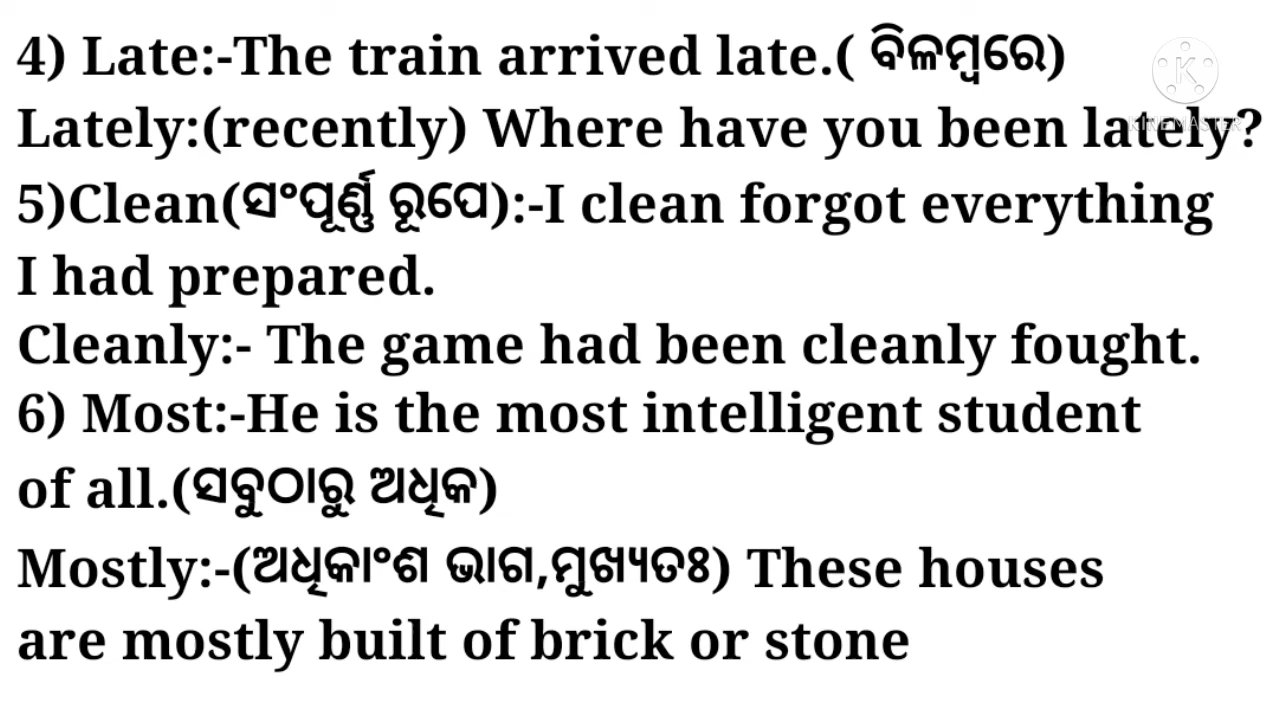 4) Late:-The train arrived late.( ବିଳମ୍ବରେ)
Lately:(recently) Where have you been lately?
KINEMASTER
5)Clean(ସଂପୂର୍ଣ୍ଣ ରୂପେ):-I clean forgot everything
I had prepared.
Cleanly:- The game had been cleanly fought.
6) Most:-He is the most intelligent student
of all.(ସବୁଠାରୁ ଅଧିକ)
Mostly:-(ଅଧିକାଂଶ ଭାଗ,ମୁଖ୍ୟତଃ) These houses
are mostly built of brick or stone